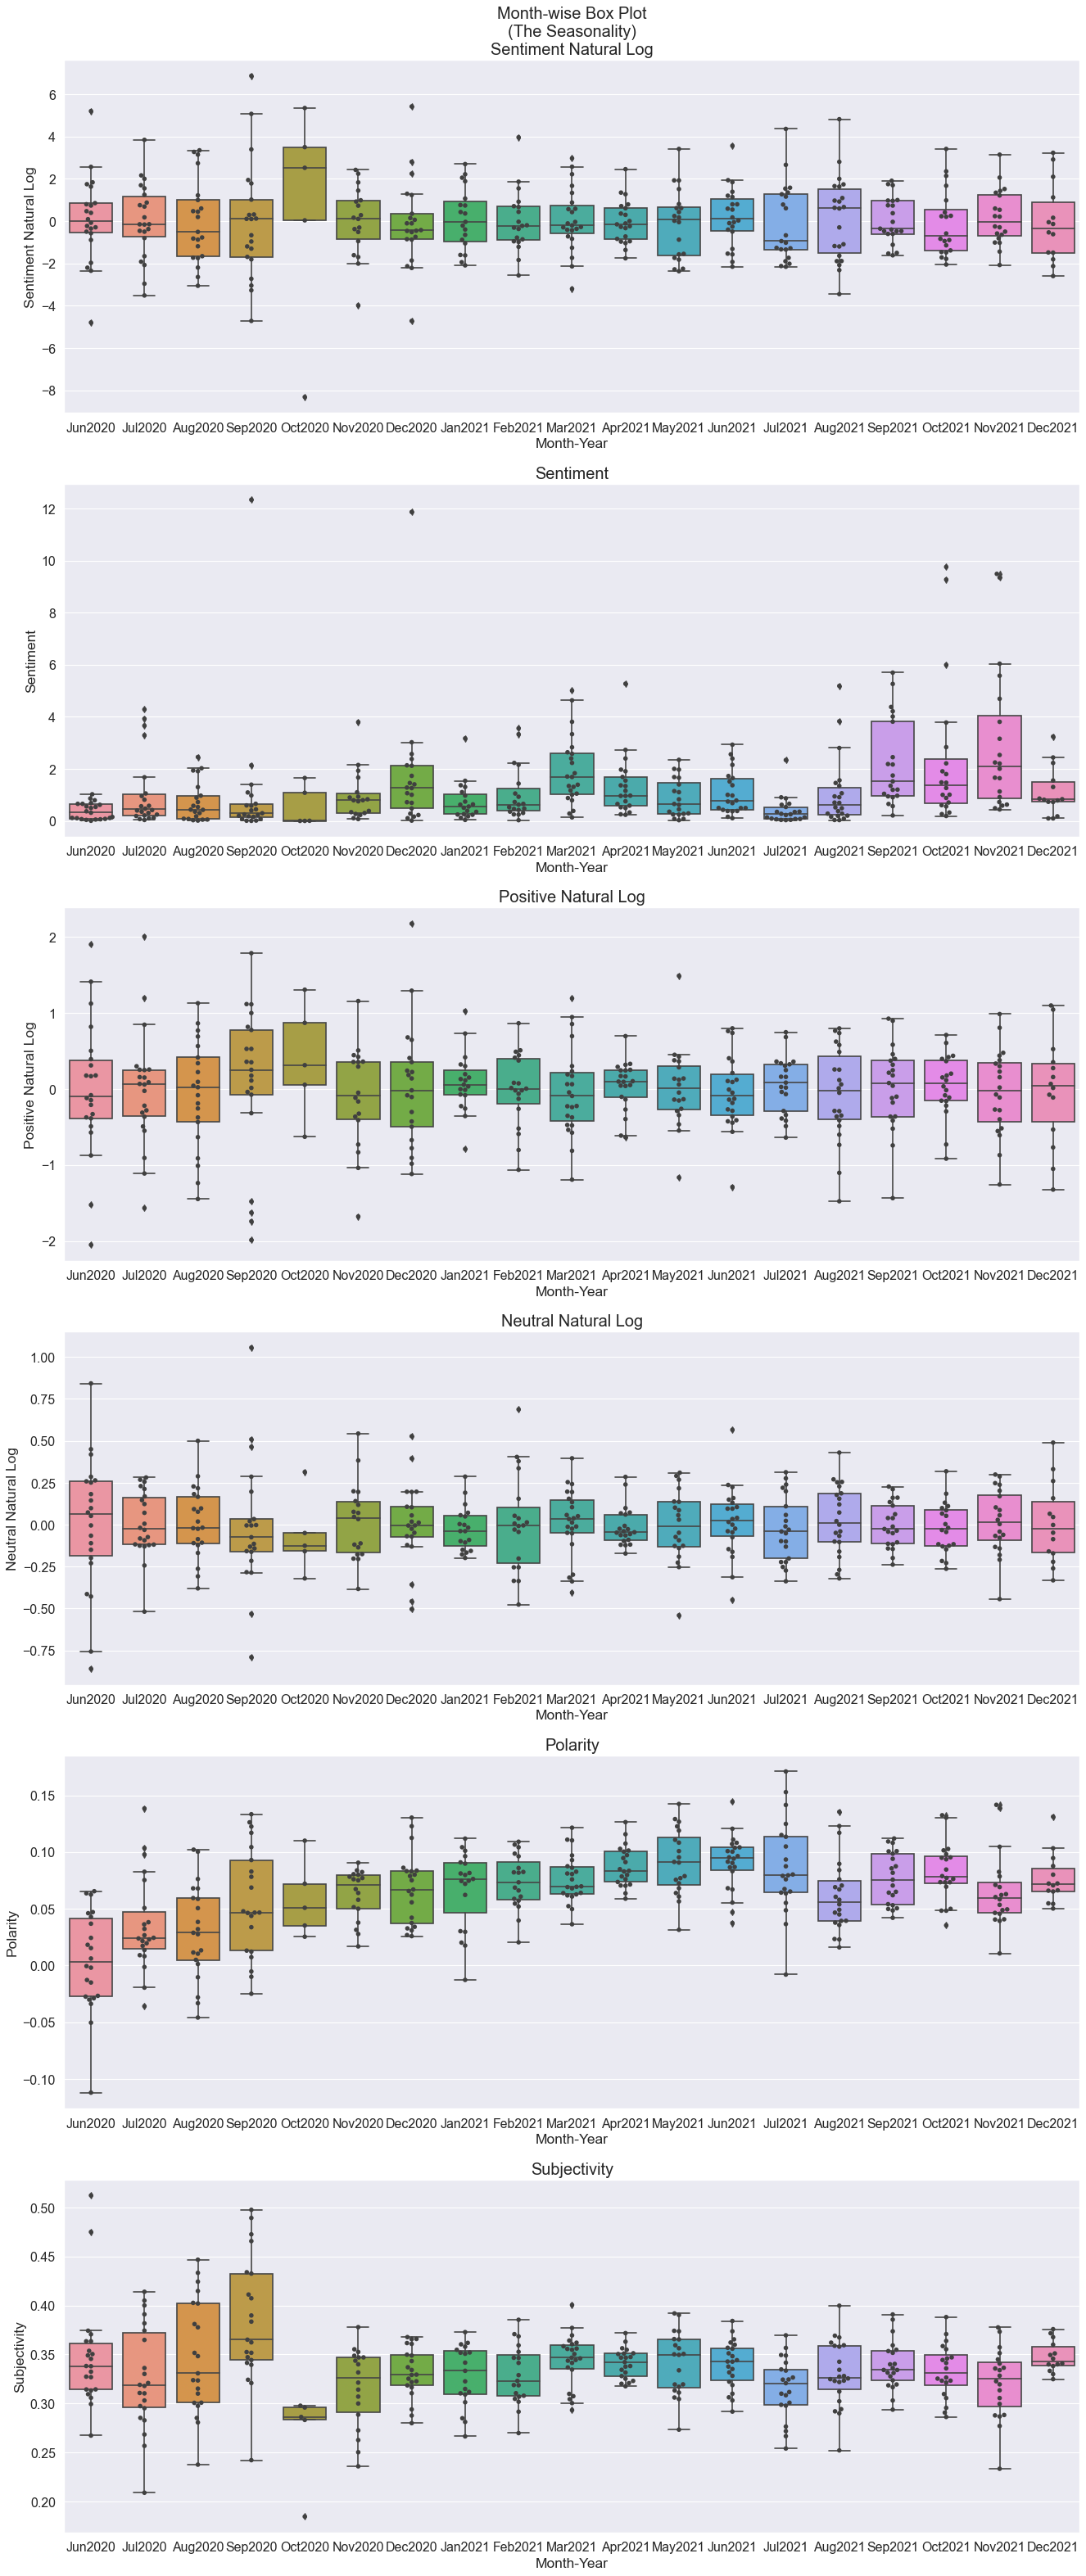 Month-wise Box Plot
(The Seasonality)
Sentiment Natural Log
Sentiment Natural Log
6
4
2
0
−2
−4
−6
−8
Jun2020 Jul2020 Aug2020 Sep2020 Oct2020 Nov2020 Dec2020 Jan2021 Feb2021 Mar2021 Apr2021 May2021 Jun2021 Jul2021 Aug2021 Sep2021 Oct2021 Nov2021 Dec2021
Month-Year
Sentiment
Sentiment
12
10
8
6
4
2
0
Jun2020 Jul2020 Aug2020 Sep2020 Oct2020 Nov2020 Dec2020 Jan2021 Feb2021 Mar2021 Apr2021 May2021 Jun2021 Jul2021 Aug2021 Sep2021 Oct2021 Nov2021 Dec2021
Month-Year
Positive Natural Log
Positive Natural Log
2
1
0
−1
−2
Jun2020 Jul2020 Aug2020 Sep2020 Oct2020 Nov2020 Dec2020 Jan2021 Feb2021 Mar2021 Apr2021 May2021 Jun2021 Jul2021 Aug2021 Sep2021 Oct2021 Nov2021 Dec2021
Month-Year
Neutral Natural Log
Neutral Natural Log
1.00
0.75
0.50
0.25
0.00
−0.25
−0.50
−0.75
Jun2020 Jul2020 Aug2020 Sep2020 Oct2020 Nov2020 Dec2020 Jan2021 Feb2021 Mar2021 Apr2021 May2021 Jun2021 Jul2021 Aug2021 Sep2021 Oct2021 Nov2021 Dec2021
Month-Year
Polarity
Polarity
0.15
0.10
0.05
0.00
−0.05
−0.10
Jun2020 Jul2020 Aug2020 Sep2020 Oct2020 Nov2020 Dec2020 Jan2021 Feb2021 Mar2021 Apr2021 May2021 Jun2021 Jul2021 Aug2021 Sep2021 Oct2021 Nov2021 Dec2021
Month-Year
Subjectivity
Subjectivity
0.50
0.45
0.40
0.35
0.30
0.25
0.20
Jun2020 Jul2020 Aug2020 Sep2020 Oct2020 Nov2020 Dec2020 Jan2021 Feb2021 Mar2021 Apr2021 May2021 Jun2021 Jul2021 Aug2021 Sep2021 Oct2021 Nov2021 Dec2021
Month-Year